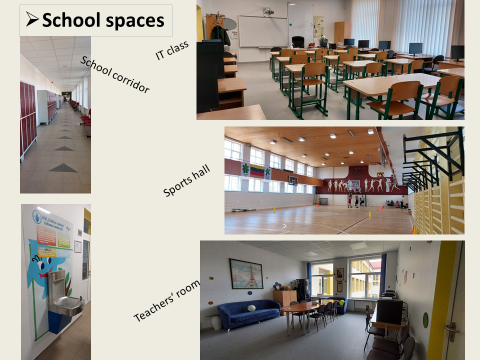 ➢School spaces
IT class
School corridor
Sports hall
Teachers' room